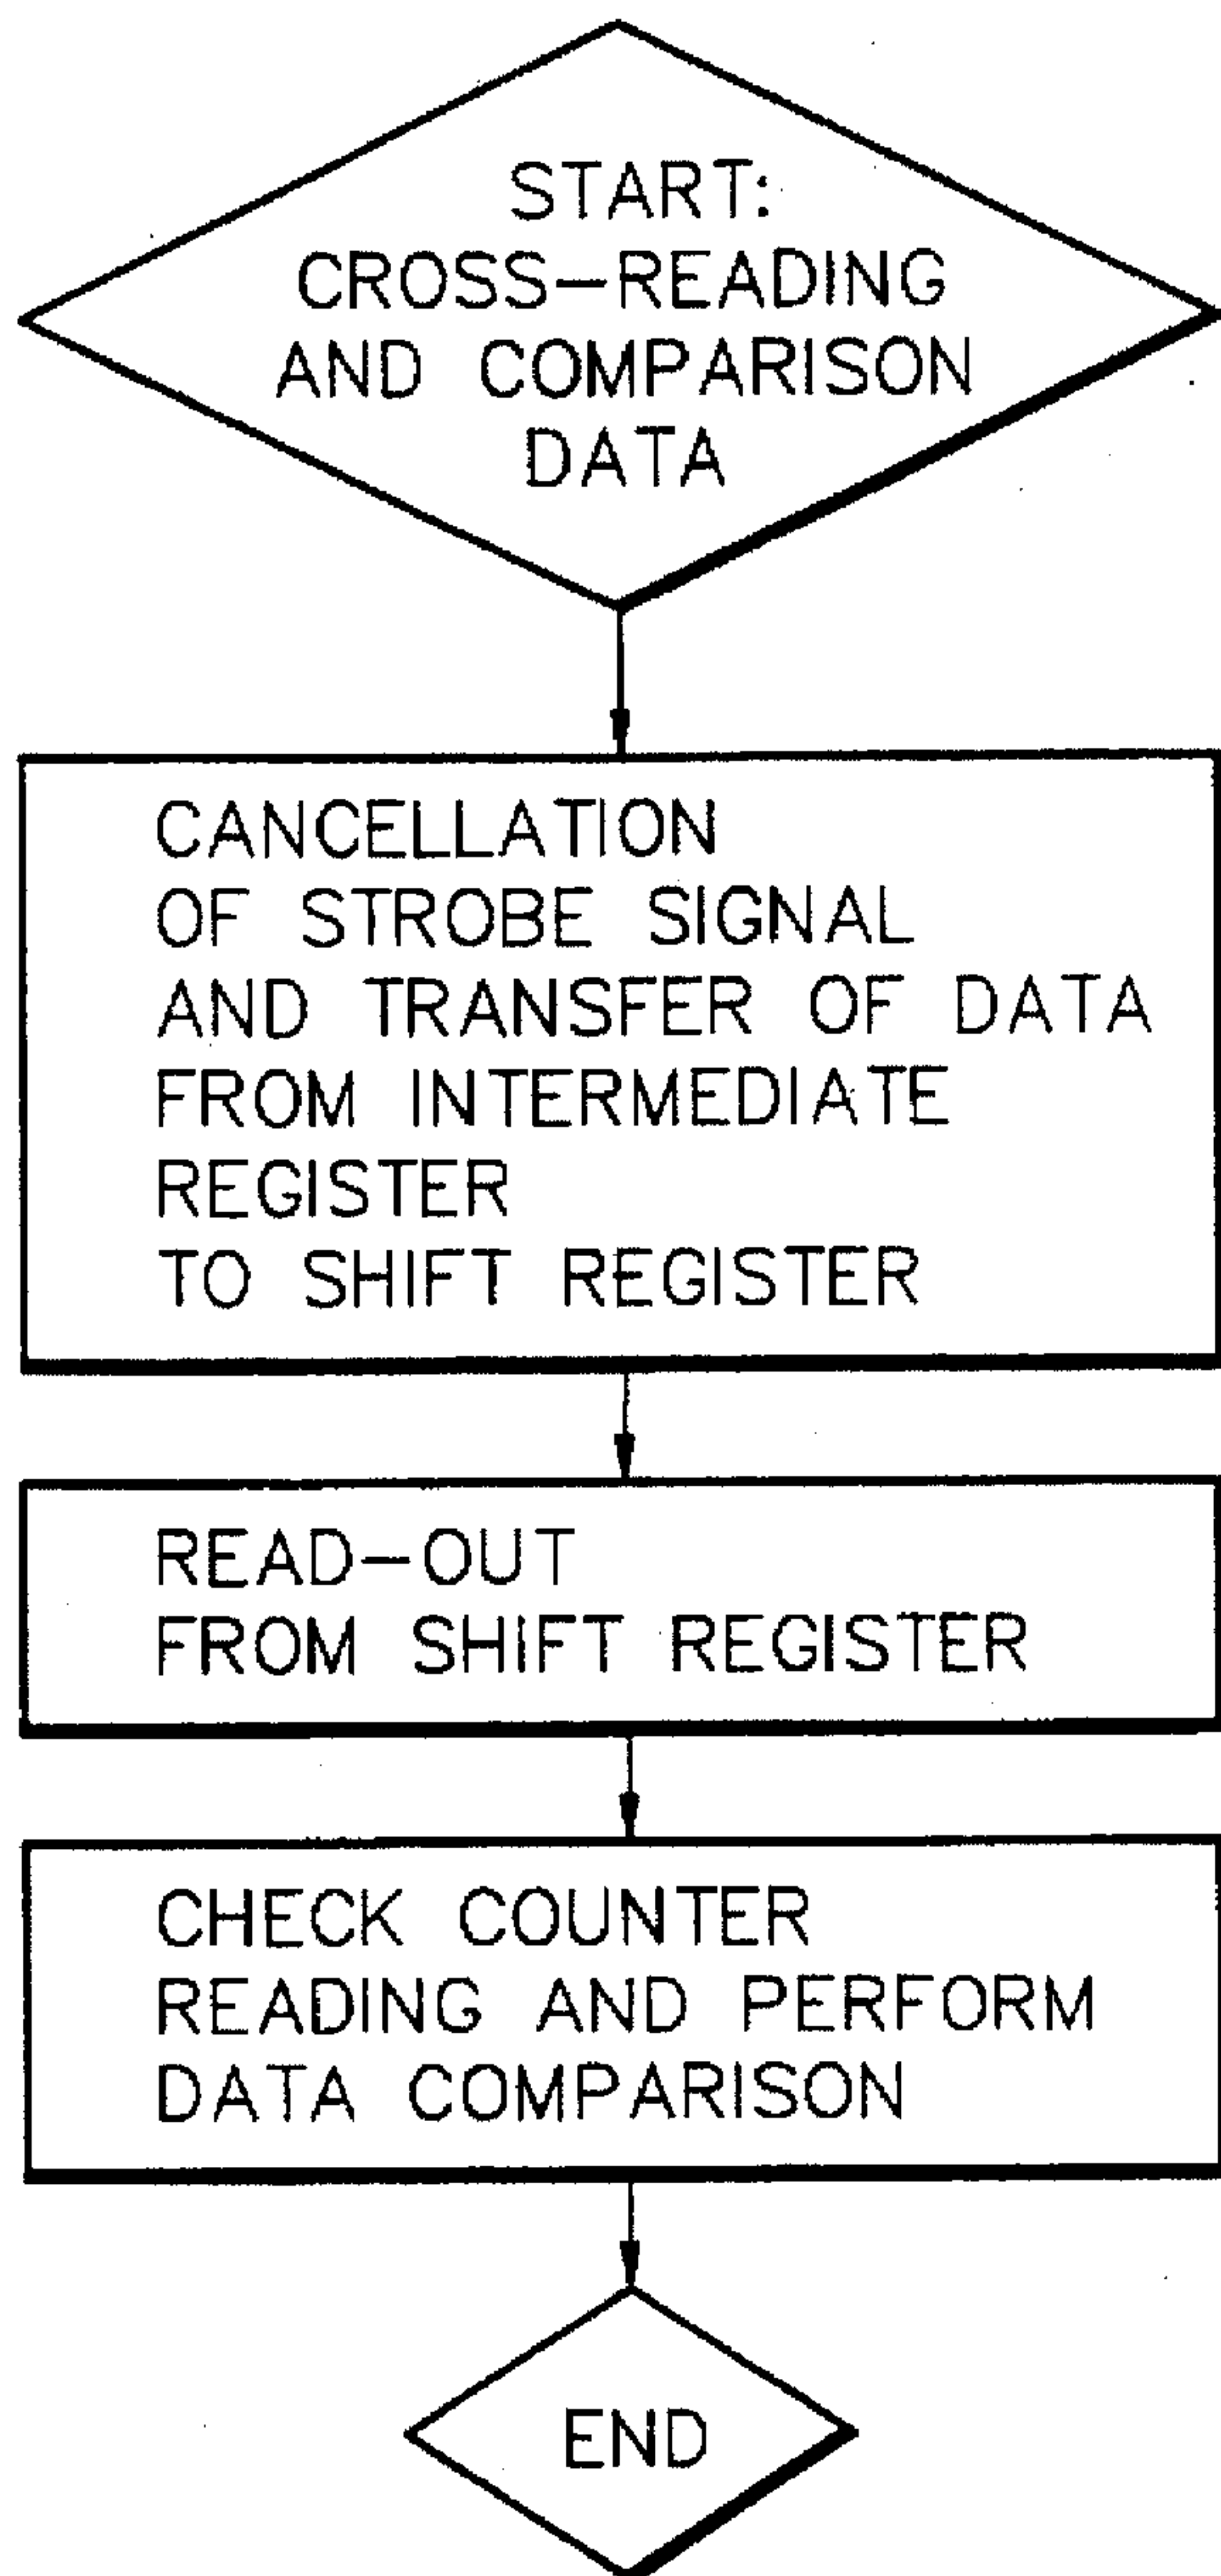 START:
CROSS-READING
AND COMPARISON
DATA
CANCELLATION
OF STROBE SIGNAL
AND TRANSFER OF DATA
FROM INTERMEDIATE
REGISTER
TO SHIFT REGISTER
READ-OUT
FROM SHIFT REGISTER
CHECK COUNTER
READING AND PERFORM
DATA COMPARISON
END